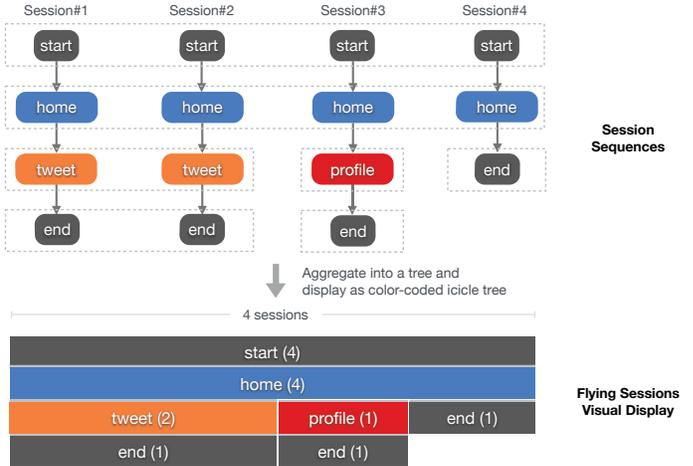 Session#1 Session#2 Session#3 Session#4
start start start start
home home home home
Session
Sequences
tweet tweet profile end
end end end
Aggregate into a tree and
display as color-coded icicle tree
4 sessions
start (4)
home (4)
Flying Sessions
Visual Display
tweet (2) profile (1) end (1)
end (1) end (1)